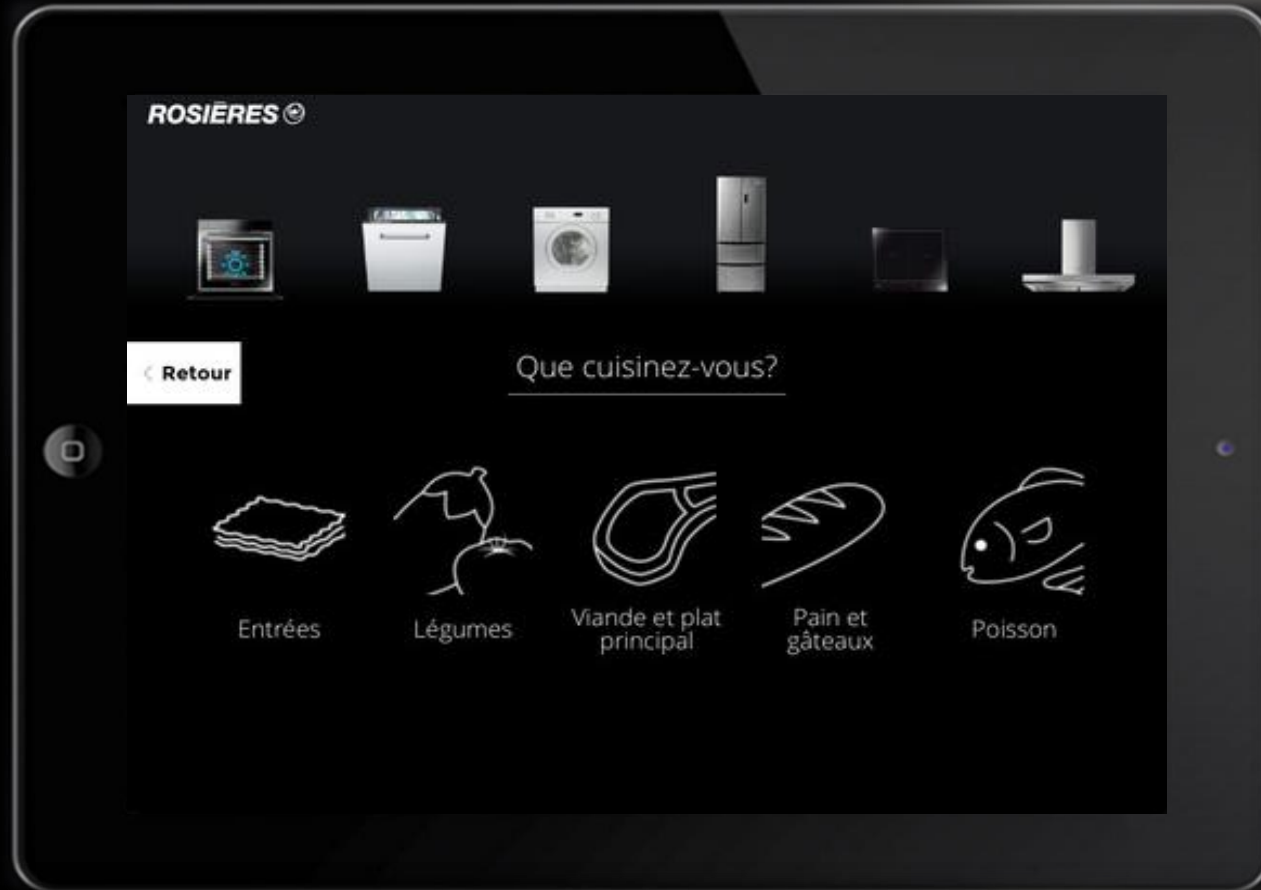 ROSIÈRES
Retour
Que cuisinez-vous?
Entrées
Légumes
Viande et plat
principal
Pain et
gâteaux
Poisson